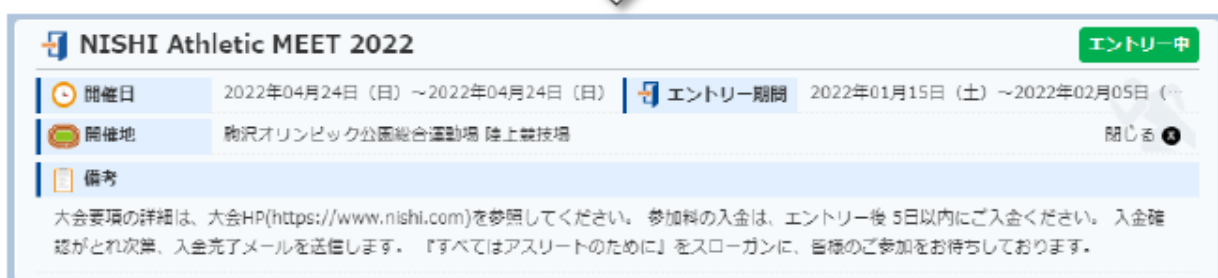 NISHI Athletic MEET 2022 エントリー中
開催日 2022年04月24日（日）～2022年04月24日（日） エントリー期間 2022年01月15日（土）～2022年02月05日（…
開催地 駒沢オリンピック公園総合運動場 陸上競技場 閉じる
備考
大会要項の詳細は、大会HP(https://www.nishi.com)を参照してください。 参加料の入金は、エントリー後 5日以内にご入金ください。 入金確
認がとれ次第、入金完了メールを送信します。 『すべてはアスリートのために』をスローガンに、皆様のご参加をお待ちしております。